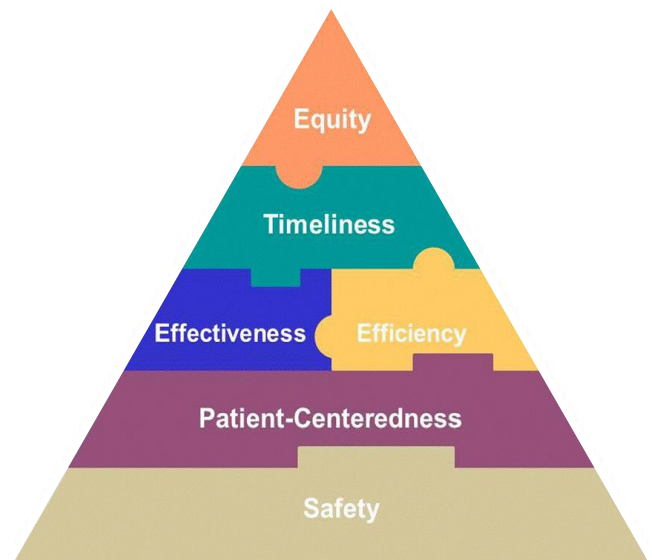 Equity
Timeliness
Effectiveness Efficiency
Patient-Centeredness
Safety